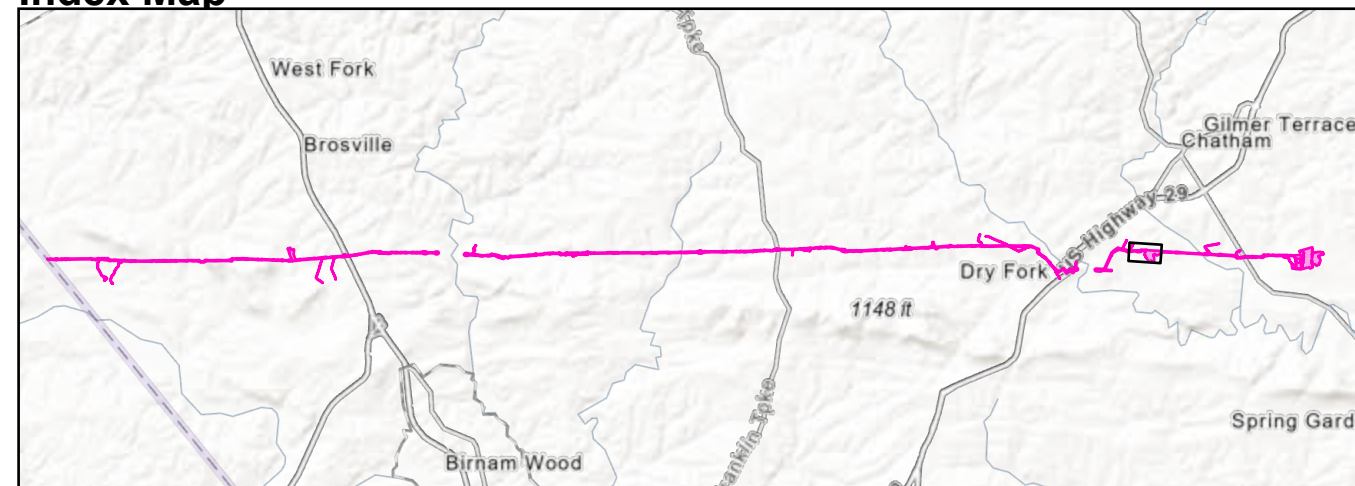 Index Map
West Fork
Brosville
Gilmer Terrace
Chatham
US Highway 29
Dry Fork
1148 ft
Spring Gard
Birnam Wood